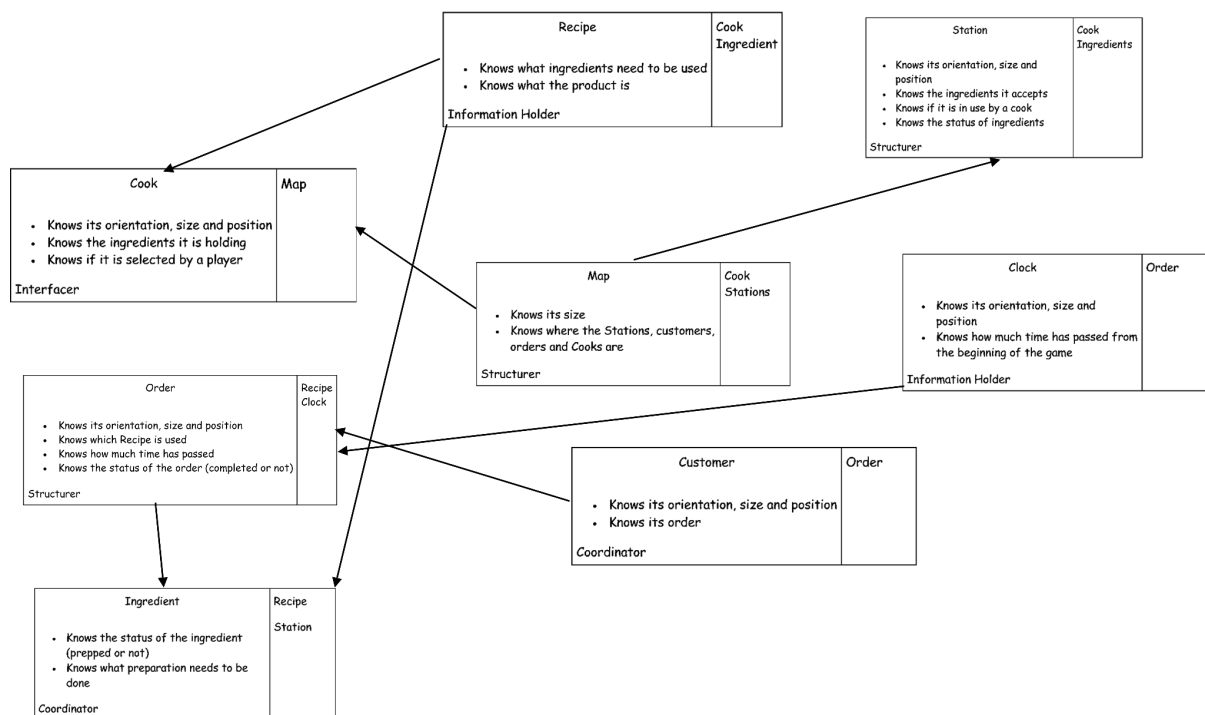 Recipe
Cook
Ingredient
• Knows what ingredients need to be used
• Knows what the product is
Information Holder
Station
Cook
Ingredients
• Knows its orientation, size and
position
• Knows the ingredients it accepts
• Knows if it is in use by a cook
• Knows the status of ingredients
Structurer
Cook
Map
• Knows its orientation, size and position
• Knows the ingredients it is holding
• Knows if it is selected by a player
Interfacer
Map
Cook
Stations
• Knows its size
• Knows where the Stations, customers,
orders and Cooks are
Structurer
Clock
Order
• Knows its orientation, size and
position
• Knows how much time has passed from
the beginning of the game
Information Holder
Order
Recipe
Clock
• Knows its orientation, size and position
• Knows which Recipe is used
• Knows how much time has passed
• Knows the status of the order (completed or not)
Structurer
Customer
Order
• Knows its orientation, size and position
• Knows its order
Coordinator
Ingredient
Recipe
Station
• Knows the status of the ingredient
(prepped or not)
• Knows what preparation needs to be
done
Coordinator